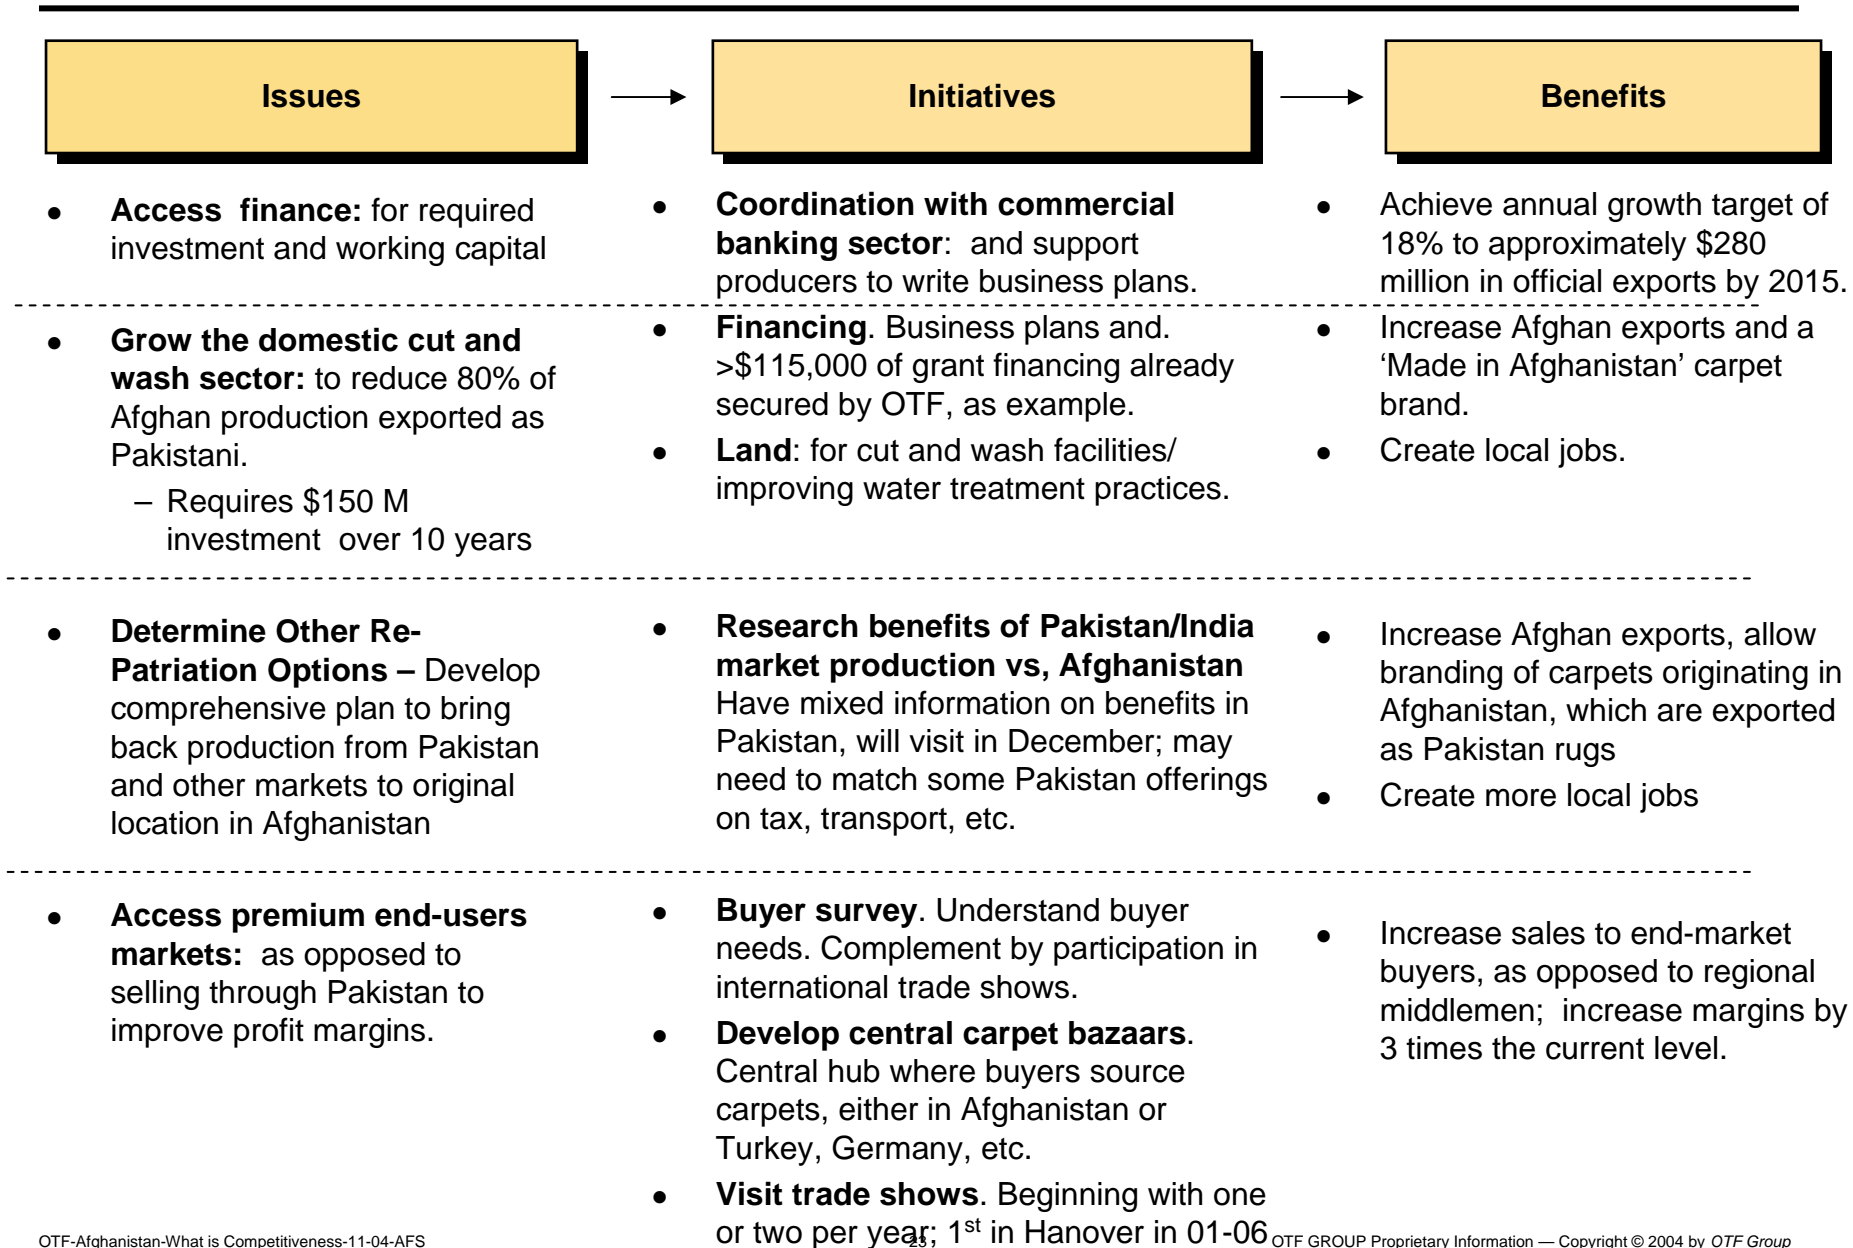 Issues
Initiatives
Benefits
● Access  finance: for required
investment and working capital
● Coordination with commercial
banking sector:  and support
producers to write business plans.
● Achieve annual growth target of
18% to approximately $280
million in official exports by 2015.
● Grow the domestic cut and
wash sector: to reduce 80% of
Afghan production exported as
Pakistani.
– Requires $150 M
investment  over 10 years
● Financing. Business plans and.
>$115,000 of grant financing already
secured by OTF, as example.
● Land: for cut and wash facilities/
improving water treatment practices.
● Increase Afghan exports and a
‘Made in Afghanistan’ carpet
brand.
● Create local jobs.
● Determine Other Re-
Patriation Options – Develop
comprehensive plan to bring
back production from Pakistan
and other markets to original
location in Afghanistan
● Research benefits of Pakistan/India
market production vs, Afghanistan
Have mixed information on benefits in
Pakistan, will visit in December; may
need to match some Pakistan offerings
on tax, transport, etc.
● Increase Afghan exports, allow
branding of carpets originating in
Afghanistan, which are exported
as Pakistan rugs
● Create more local jobs
● Access premium end-users
markets:  as opposed to
selling through Pakistan to
improve profit margins.
● Buyer survey. Understand buyer
needs. Complement by participation in
international trade shows.
● Develop central carpet bazaars.
Central hub where buyers source
carpets, either in Afghanistan or
Turkey, Germany, etc.
● Visit trade shows. Beginning with one
or two per year; 1st in Hanover in 01-06
● Increase sales to end-market
buyers, as opposed to regional
middlemen;  increase margins by
3 times the current level.
OTF-Afghanistan-What is Competitiveness-11-04-AFS
23
OTF GROUP Proprietary Information — Copyright © 2004 by OTF Group